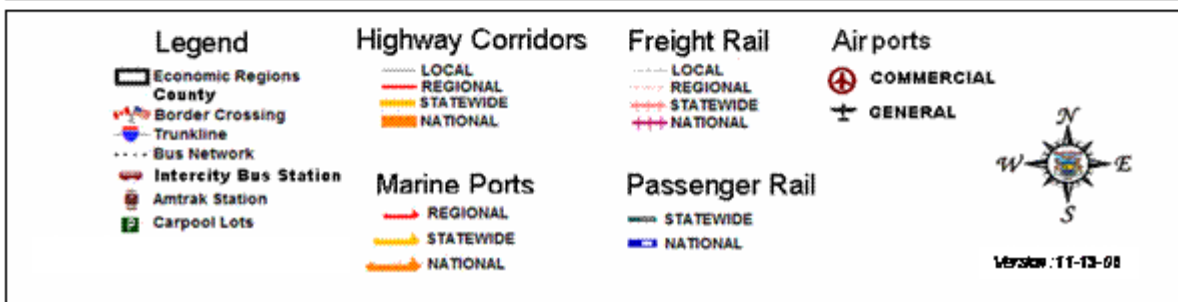 Legend
Economic Regions
County
Border Crossing
Trunkline
Bus Network
Intercity Bus Station
Amtrak Station
P Carpool Lots
Highway Corridors
LOCAL
REGIONAL
STATEWIDE
NATIONAL
Marine Ports
REGIONAL
STATEWIDE
NATIONAL
Freight Rail
LOCAL
REGIONAL
STATEWIDE
NATIONAL
Passenger Rail
STATEWIDE
NATIONAL
Airports
COMMERCIAL
GENERAL
N
W E
S
Version : 11-13-08